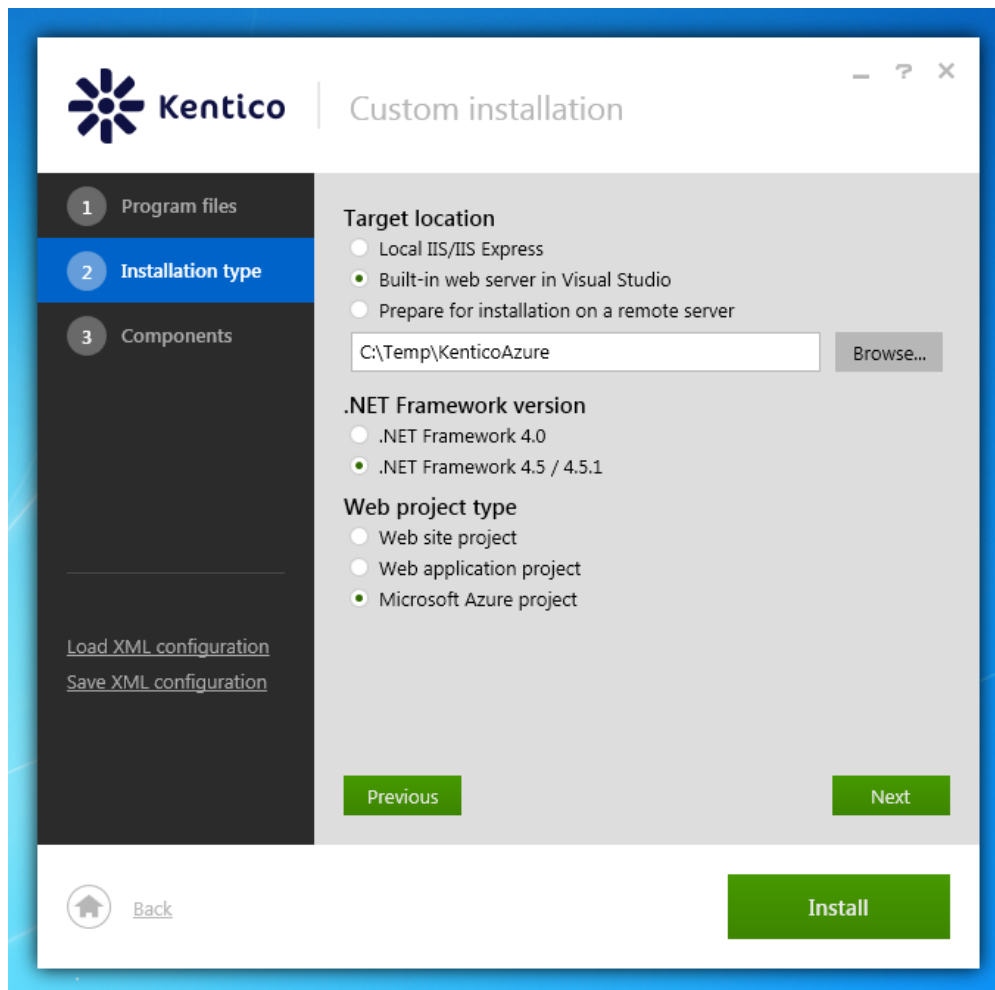 Kentico
Custom installation
1 Program files
2 Installation type
3 Components
Load XML configuration
Save XML configuration
Target location
Local IIS/IIS Express
Built-in web server in Visual Studio
Prepare for installation on a remote server
C:\Temp\KenticoAzure
Browse...
.NET Framework version
.NET Framework 4.0
.NET Framework 4.5 / 4.5.1
Web project type
Web site project
Web application project
Microsoft Azure project
Previous
Next
Back
Install